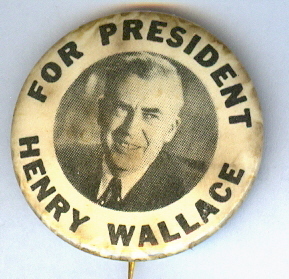 FOR PRESIDENT
HENRY WALLACE